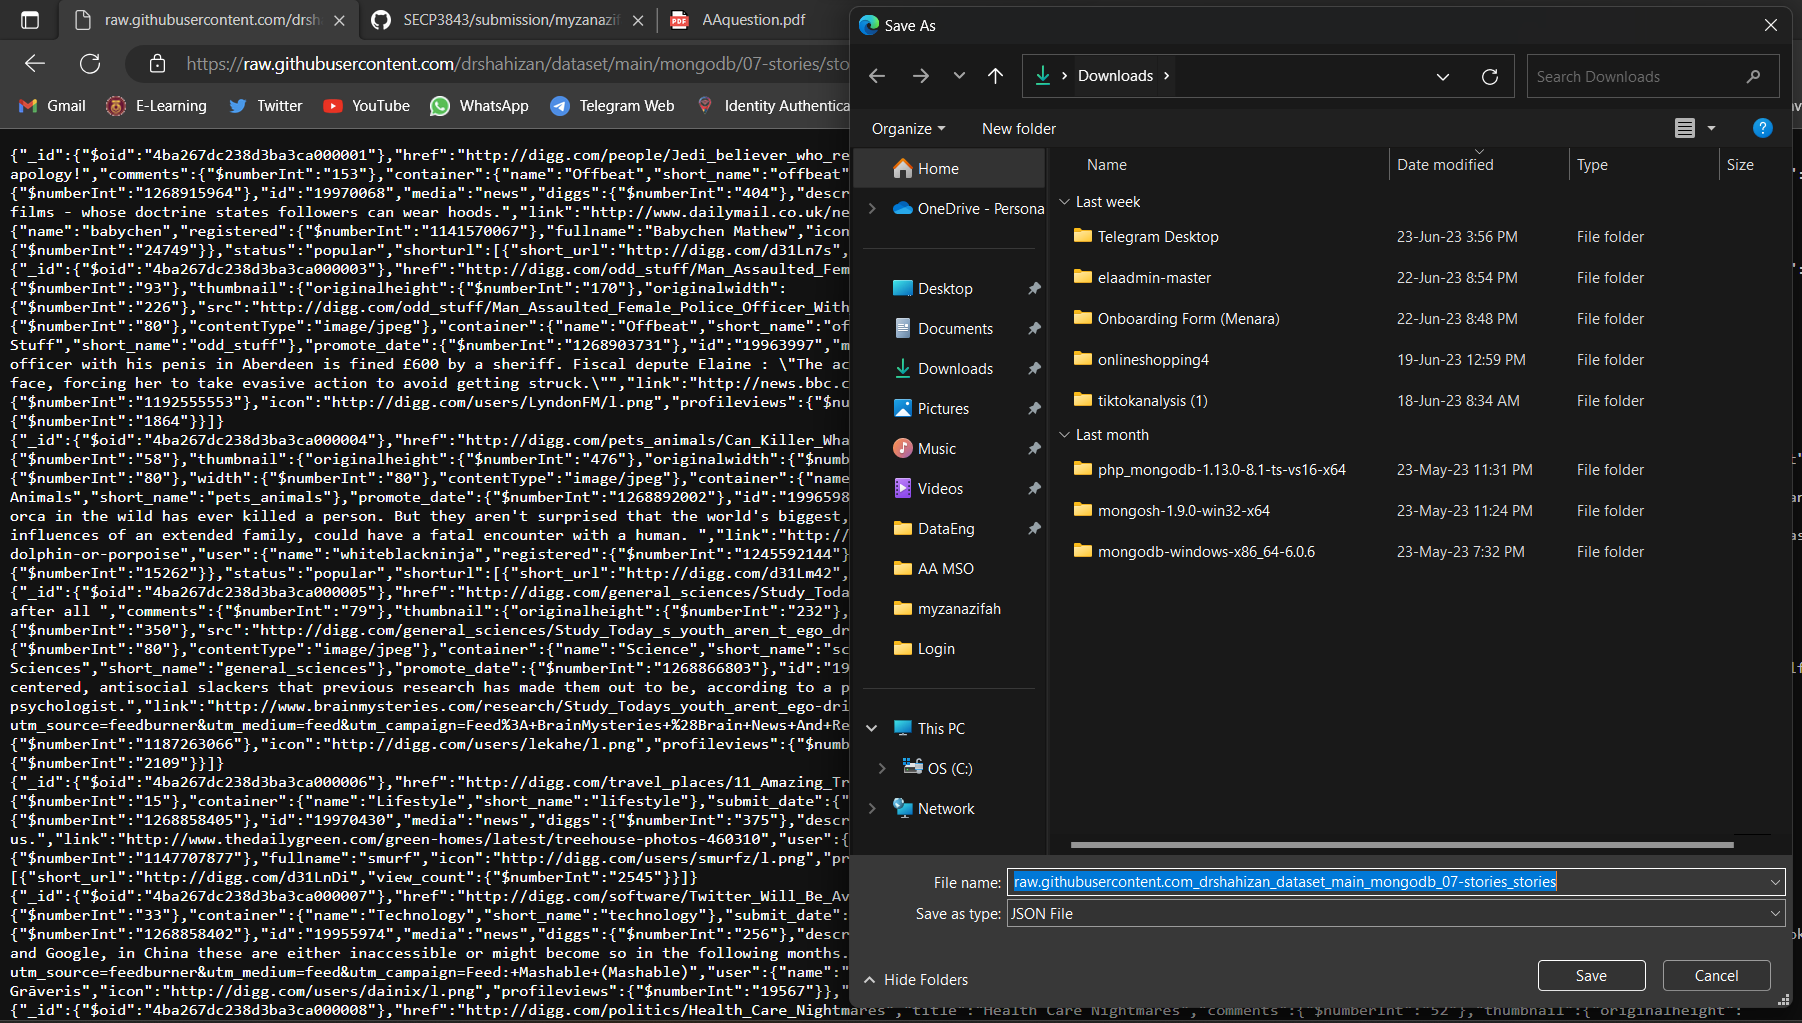 raw.githubusercontent.com/drsh
SECP3843/submission/myzanazif
AAquestion.pdf
https://raw.githubusercontent.com/drshahizan/dataset/main/mongodb/07-stories/sto
Gmail
E-Learning
Twitter
YouTube
WhatsApp
Telegram Web
Identity Authentica
{"_id":{"$oid":"4ba267dc238d3ba3ca000001"},"href":"http://digg.com/people/Jedi_believer_who_re
apology!","comments":{"$numberInt":"153"},"container":{"name":"Offbeat","short_name":"offbeat"
{"$numberInt":"1268915964"},"id":"19970068","media":"news","diggs":{"$numberInt":"404"},"descr
films - whose doctrine states followers can wear hoods.","link":"http://www.dailymail.co.uk/ne
{"name":"babychen","registered":{"$numberInt":"1141570067"},"fullname":"Babychen Mathew","icon
{"$numberInt":"24749"}},"status":"popular","shorturl":[{"short_url":"http://digg.com/d31Ln7s",
{"_id":{"$oid":"4ba267dc238d3ba3ca000003"},"href":"http://digg.com/odd_stuff/Man_Assaulted_Fem
{"$numberInt":"93"},"thumbnail":{"originalheight":{"$numberInt":"170"},"originalwidth":
{"$numberInt":"226"},"src":"http://digg.com/odd_stuff/Man_Assaulted_Female_Police_Officer_With
{"$numberInt":"80"},"contentType":"image/jpeg"},"container":{"name":"Offbeat","short_name":"of
Stuff","short_name":"odd_stuff"},"promote_date":{"$numberInt":"1268903731"},"id":"19963997","m
officer with his penis in Aberdeen is fined £600 by a sheriff. Fiscal depute Elaine : \"The ac
face, forcing her to take evasive action to avoid getting struck.\"","link":"http://news.bbc.c
{"$numberInt":"1192555553"},"icon":"http://digg.com/users/LyndonFM/l.png","profileviews":{"$nu
{"$numberInt":"1864"}}]}
{"_id":{"$oid":"4ba267dc238d3ba3ca000004"},"href":"http://digg.com/pets_animals/Can_Killer_Wha
{"$numberInt":"58"},"thumbnail":{"originalheight":{"$numberInt":"476"},"originalwidth":{"$numb
{"$numberInt":"80"},"width":{"$numberInt":"80"},"contentType":"image/jpeg"},"container":{"name
Animals","short_name":"pets_animals"},"promote_date":{"$numberInt":"1268892002"},"id":"1996598
orca in the wild has ever killed a person. But they aren't surprised that the world's biggest,
influences of an extended family, could have a fatal encounter with a human. ","link":"http://
dolphin-or-porpoise","user":{"name":"whiteblackninja","registered":{"$numberInt":"1245592144"}
{"$numberInt":"15262"}},"status":"popular","shorturl":[{"short_url":"http://digg.com/d31Lm42",
{"_id":{"$oid":"4ba267dc238d3ba3ca000005"},"href":"http://digg.com/general_sciences/Study_Toda
after all ","comments":{"$numberInt":"79"},"thumbnail":{"originalheight":{"$numberInt":"232"},
{"$numberInt":"350"},"src":"http://digg.com/general_sciences/Study_Today_s_youth_aren_t_ego_dr
{"$numberInt":"80"},"contentType":"image/jpeg"},"container":{"name":"Science","short_name":"sc
Sciences","short_name":"general_sciences"},"promote_date":{"$numberInt":"1268866803"},"id":"19
centered, antisocial slackers that previous research has made them out to be, according to a p
psychologist.","link":"http://www.brainmysteries.com/research/Study_Todays_youth_arent_ego-dri
utm_source=feedburner&utm_medium=feed&utm_campaign=Feed%3A+BrainMysteries+%28Brain+News+And+Re
{"$numberInt":"1187263066"},"icon":"http://digg.com/users/lekahe/l.png","profileviews":{"$numb
{"$numberInt":"2109"}}]}
{"_id":{"$oid":"4ba267dc238d3ba3ca000006"},"href":"http://digg.com/travel_places/11_Amazing_Tr
{"$numberInt":"15"},"container":{"name":"Lifestyle","short_name":"lifestyle"},"submit_date":{"
{"$numberInt":"1268858405"},"id":"19970430","media":"news","diggs":{"$numberInt":"375"},"descr
us.","link":"http://www.thedailygreen.com/green-homes/latest/treehouse-photos-460310","user":{
{"$numberInt":"1147707877"},"fullname":"smurf","icon":"http://digg.com/users/smurfz/l.png","pr
[{"short_url":"http://digg.com/d31LnDi","view_count":{"$numberInt":"2545"}}]}
{"_id":{"$oid":"4ba267dc238d3ba3ca000007"},"href":"http://digg.com/software/Twitter_Will_Be_Av
{"$numberInt":"33"},"container":{"name":"Technology","short_name":"technology"},"submit_date":
{"$numberInt":"1268858402"},"id":"19955974","media":"news","diggs":{"$numberInt":"256"},"descr
and Google, in China these are either inaccessible or might become so in the following months.
utm_source=feedburner&utm_medium=feed&utm_campaign=Feed:+Mashable+(Mashable)","user":{"name":"
Grāveris","icon":"http://digg.com/users/dainix/l.png","profileviews":{"$numberInt":"19567"}},"
{"_id":{"$oid":"4ba267dc238d3ba3ca000008"},"href":"http://digg.com/politics/Health_Care_Nightmares","title":"Health Care Nightmares","comments":{"$numberInt":"52"},"thumbnail":{"originalheight":
Save As
Downloads
Search Downloads
Organize
New folder
Home
OneDrive - Persona
Desktop
Documents
Downloads
Pictures
Music
Videos
DataEng
AA MSO
myzanazifah
Login
This PC
OS (C:)
Network
Name Date modified Type Size
Last week
Telegram Desktop 23-Jun-23 3:56 PM File folder
elaadmin-master 22-Jun-23 8:54 PM File folder
Onboarding Form (Menara) 22-Jun-23 8:48 PM File folder
onlineshopping4 19-Jun-23 12:59 PM File folder
tiktokanalysis (1) 18-Jun-23 8:34 AM File folder
Last month
php_mongodb-1.13.0-8.1-ts-vs16-x64 23-May-23 11:31 PM File folder
mongosh-1.9.0-win32-x64 23-May-23 11:24 PM File folder
mongodb-windows-x86_64-6.0.6 23-May-23 7:32 PM File folder
File name: raw.githubusercontent.com_drshahizan_dataset_main_mongodb_07-stories_stories
Save as type: JSON File
Hide Folders
Save
Cancel